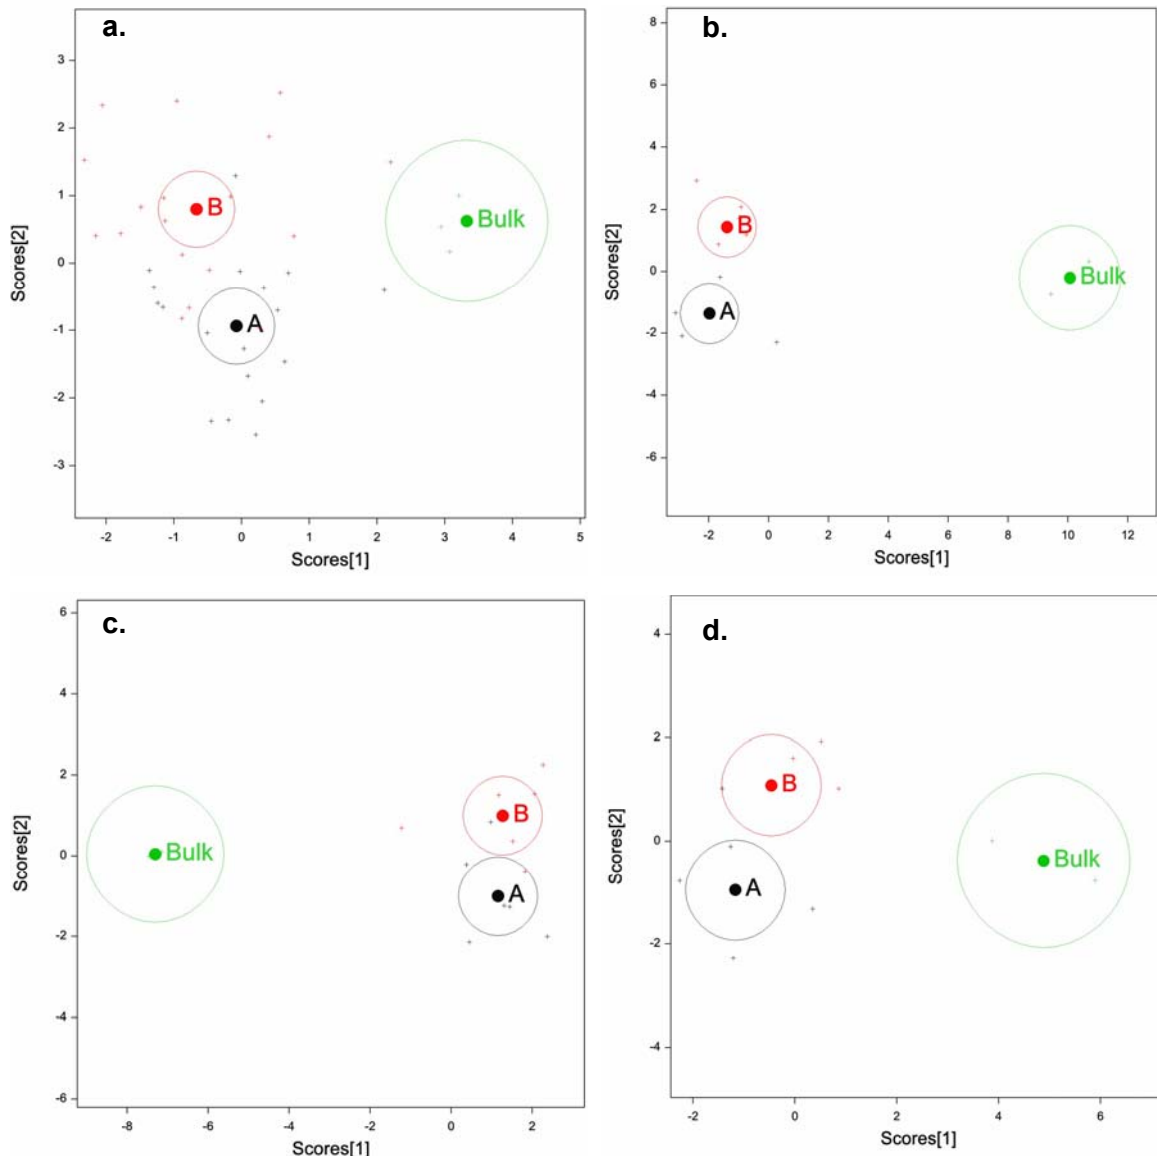 a.
3
2
1
0
-1
-2
-3
Scores[2]
B
A
Bulk
-2 -1 0 1 2 3 4 5
Scores[1]
b.
8
6
4
2
0
-2
-4
-6
Scores[2]
B
A
Bulk
-2 0 2 4 6 8 10 12
Scores[1]
c.
6
4
2
0
-2
-4
-6
Scores[2]
Bulk
B
A
-8 -6 -4 -2 0 2
Scores[1]
d.
4
2
0
-2
-4
Scores[2]
B
A
Bulk
-2 0 2 4 6
Scores[1]